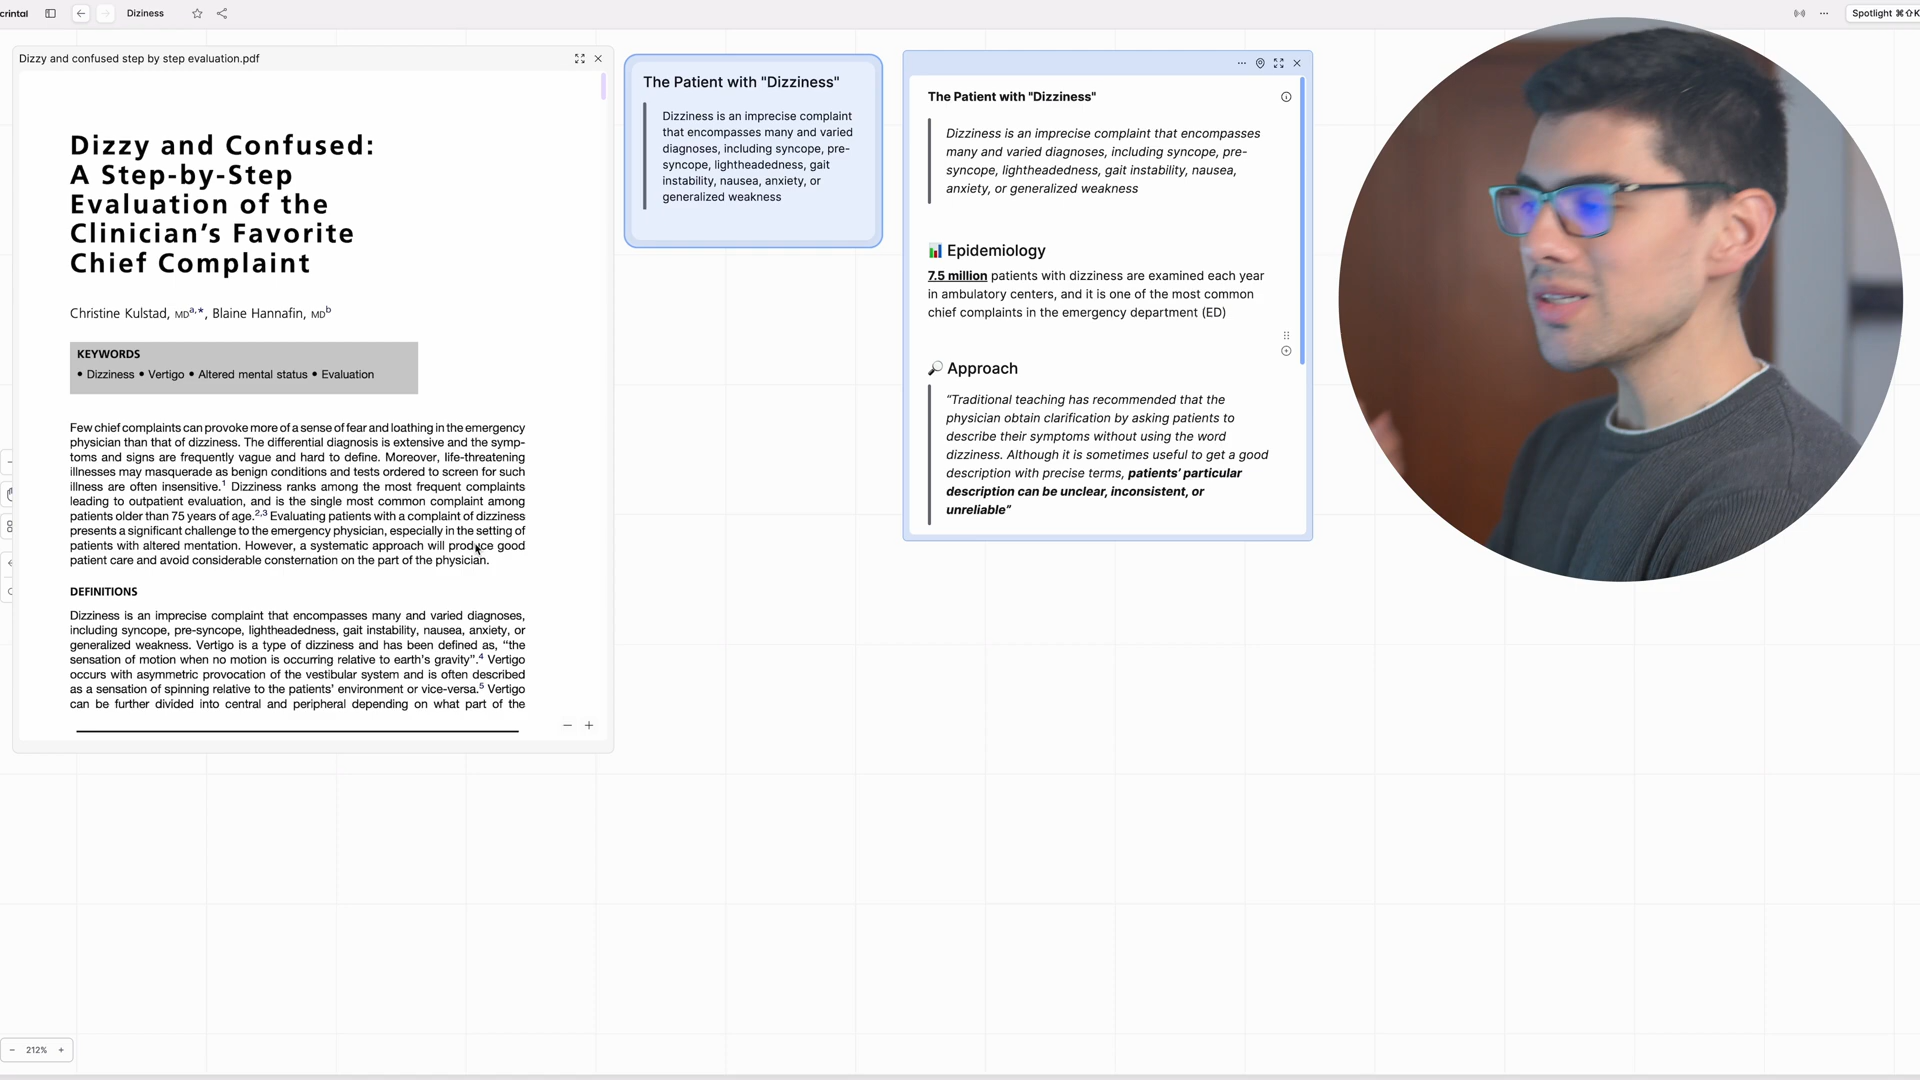 crintal
Diziness
Spotlight ⌘⇧K
Dizzy and confused step by step evaluation.pdf
Dizzy and Confused:
A Step-by-Step
Evaluation of the
Clinician’s Favorite
Chief Complaint
Christine Kulstad, MDa,*, Blaine Hannafin, MDb
KEYWORDS
• Dizziness • Vertigo • Altered mental status • Evaluation
Few chief complaints can provoke more of a sense of fear and loathing in the emergency
physician than that of dizziness. The differential diagnosis is extensive and the symp-
toms and signs are frequently vague and hard to define. Moreover, life-threatening
illnesses may masquerade as benign conditions and tests ordered to screen for such
illness are often insensitive.1 Dizziness ranks among the most frequent complaints
leading to outpatient evaluation, and is the single most common complaint among
patients older than 75 years of age.2,3 Evaluating patients with a complaint of dizziness
presents a significant challenge to the emergency physician, especially in the setting of
patients with altered mentation. However, a systematic approach will produce good
patient care and avoid considerable consternation on the part of the physician.
DEFINITIONS
Dizziness is an imprecise complaint that encompasses many and varied diagnoses,
including syncope, pre-syncope, lightheadedness, gait instability, nausea, anxiety, or
generalized weakness. Vertigo is a type of dizziness and has been defined as, “the
sensation of motion when no motion is occurring relative to earth’s gravity”.4 Vertigo
occurs with asymmetric provocation of the vestibular system and is often described
as a sensation of spinning relative to the patients’ environment or vice-versa.5 Vertigo
can be further divided into central and peripheral depending on what part of the
The Patient with "Dizziness"
Dizziness is an imprecise complaint
that encompasses many and varied
diagnoses, including syncope, pre-
syncope, lightheadedness, gait
instability, nausea, anxiety, or
generalized weakness
The Patient with "Dizziness"
Dizziness is an imprecise complaint that encompasses
many and varied diagnoses, including syncope, pre-
syncope, lightheadedness, gait instability, nausea,
anxiety, or generalized weakness
📊 Epidemiology
7.5 million patients with dizziness are examined each year
in ambulatory centers, and it is one of the most common
chief complaints in the emergency department (ED)
🔎 Approach
“Traditional teaching has recommended that the
physician obtain clarification by asking patients to
describe their symptoms without using the word
dizziness. Although it is sometimes useful to get a good
description with precise terms, patients’ particular
description can be unclear, inconsistent, or
unreliable”
212%